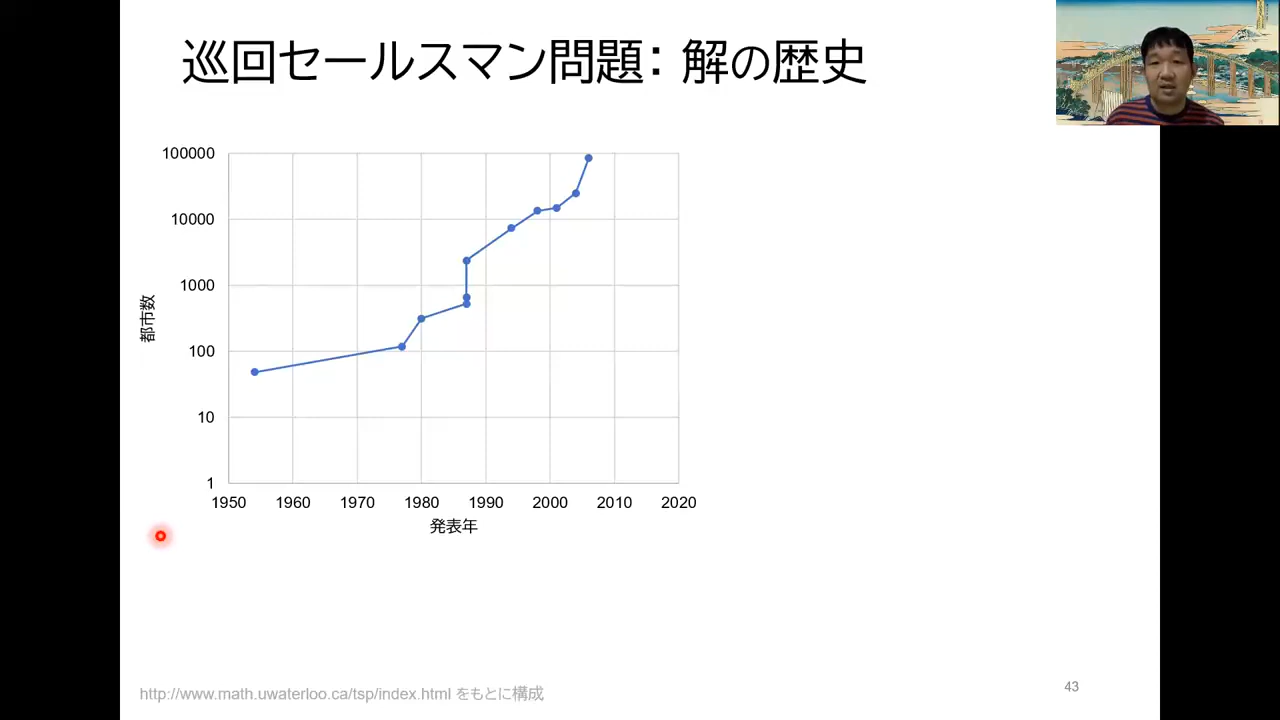 巡回セールスマン問題： 解の歴史
100000
10000
1000
100
10
1
都市数
1950 1960 1970 1980 1990 2000 2010 2020
発表年
http://www.math.uwaterloo.ca/tsp/index.html をもとに構成
43